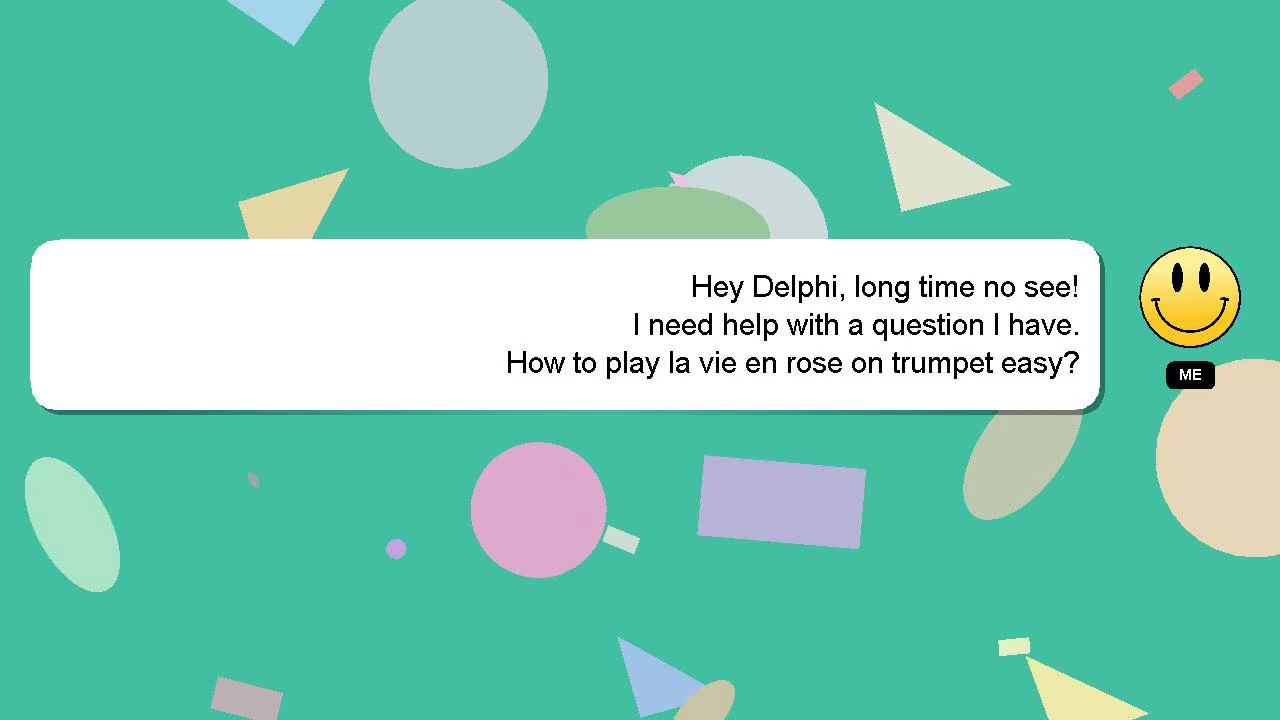 Hey Delphi, long time no see!
I need help with a question I have.
How to play la vie en rose on trumpet easy?
ME